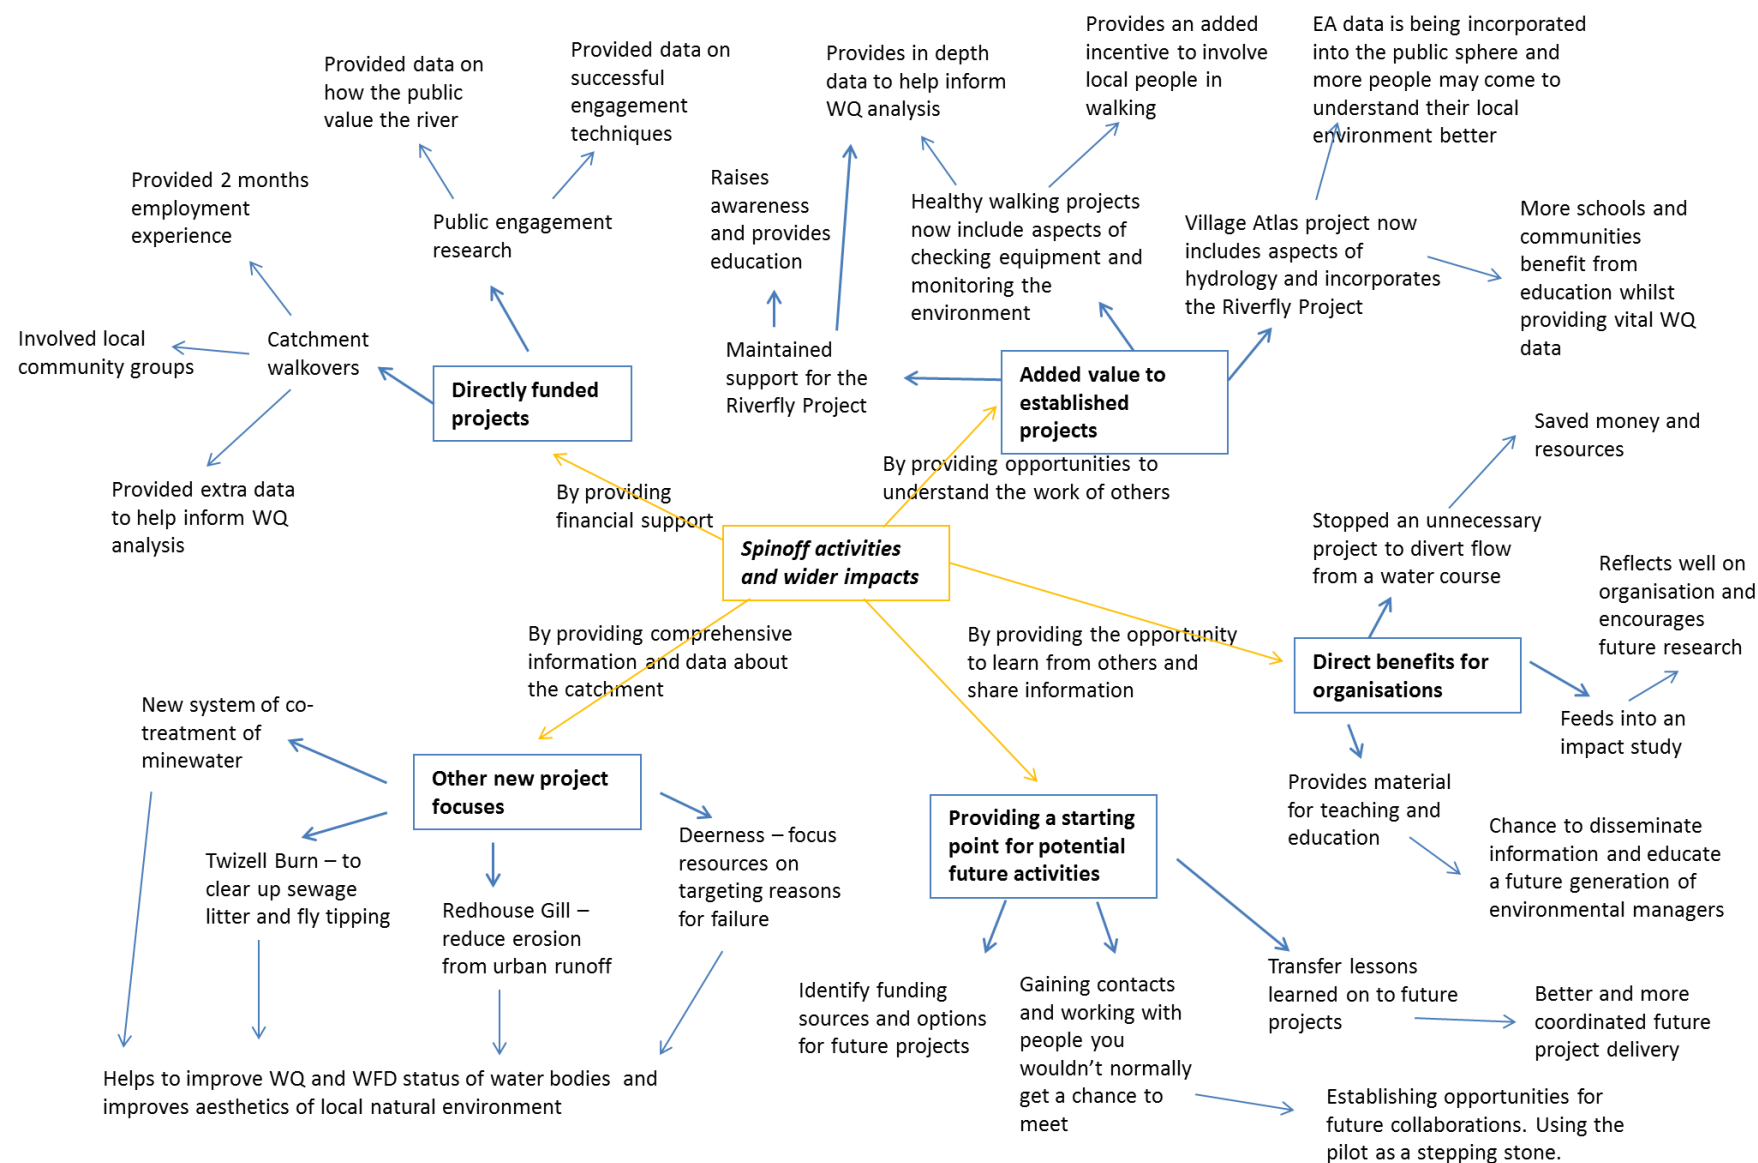 Provided data on
how the public
value the river
Provided data on
successful
engagement
techniques
Provides in depth
data to help inform
WQ analysis
Provides an added
incentive to involve
local people in
walking
EA data is being incorporated
into the public sphere and
more people may come to
understand their local
environment better
Provided 2 months
employment
experience
Public engagement
research
Raises
awareness
and provides
education
Healthy walking projects
now include aspects of
checking equipment and
monitoring the
environment
Village Atlas project now
includes aspects of
hydrology and incorporates
the Riverfly Project
More schools and
communities
benefit from
education whilst
providing vital WQ
data
Involved local
community groups
Catchment
walkovers
Directly funded
projects
Maintained
support for the
Riverfly Project
Added value to
established
projects
Saved money and
resources
Provided extra data
to help inform WQ
analysis
By providing
financial support
By providing opportunities to
understand the work of others
Spinoff activities
and wider impacts
Stopped an unnecessary
project to divert flow
from a water course
Reflects well on
organisation and
encourages
future research
By providing comprehensive
information and data about
the catchment
By providing the opportunity
to learn from others and
share information
Direct benefits for
organisations
Feeds into an
impact study
New system of co-
treatment of
minewater
Other new project
focuses
Provides material
for teaching and
education
Providing a starting
point for potential
future activities
Chance to disseminate
information and educate
a future generation of
environmental managers
Twizell Burn – to
clear up sewage
litter and fly tipping
Redhouse Gill –
reduce erosion
from urban runoff
Deerness – focus
resources on
targeting reasons
for failure
Identify funding
sources and options
for future projects
Gaining contacts
and working with
people you
wouldn’t normally
get a chance to
meet
Transfer lessons
learned on to future
projects
Better and more
coordinated future
project delivery
Helps to improve WQ and WFD status of water bodies and
improves aesthetics of local natural environment
Establishing opportunities for
future collaborations. Using the
pilot as a stepping stone.